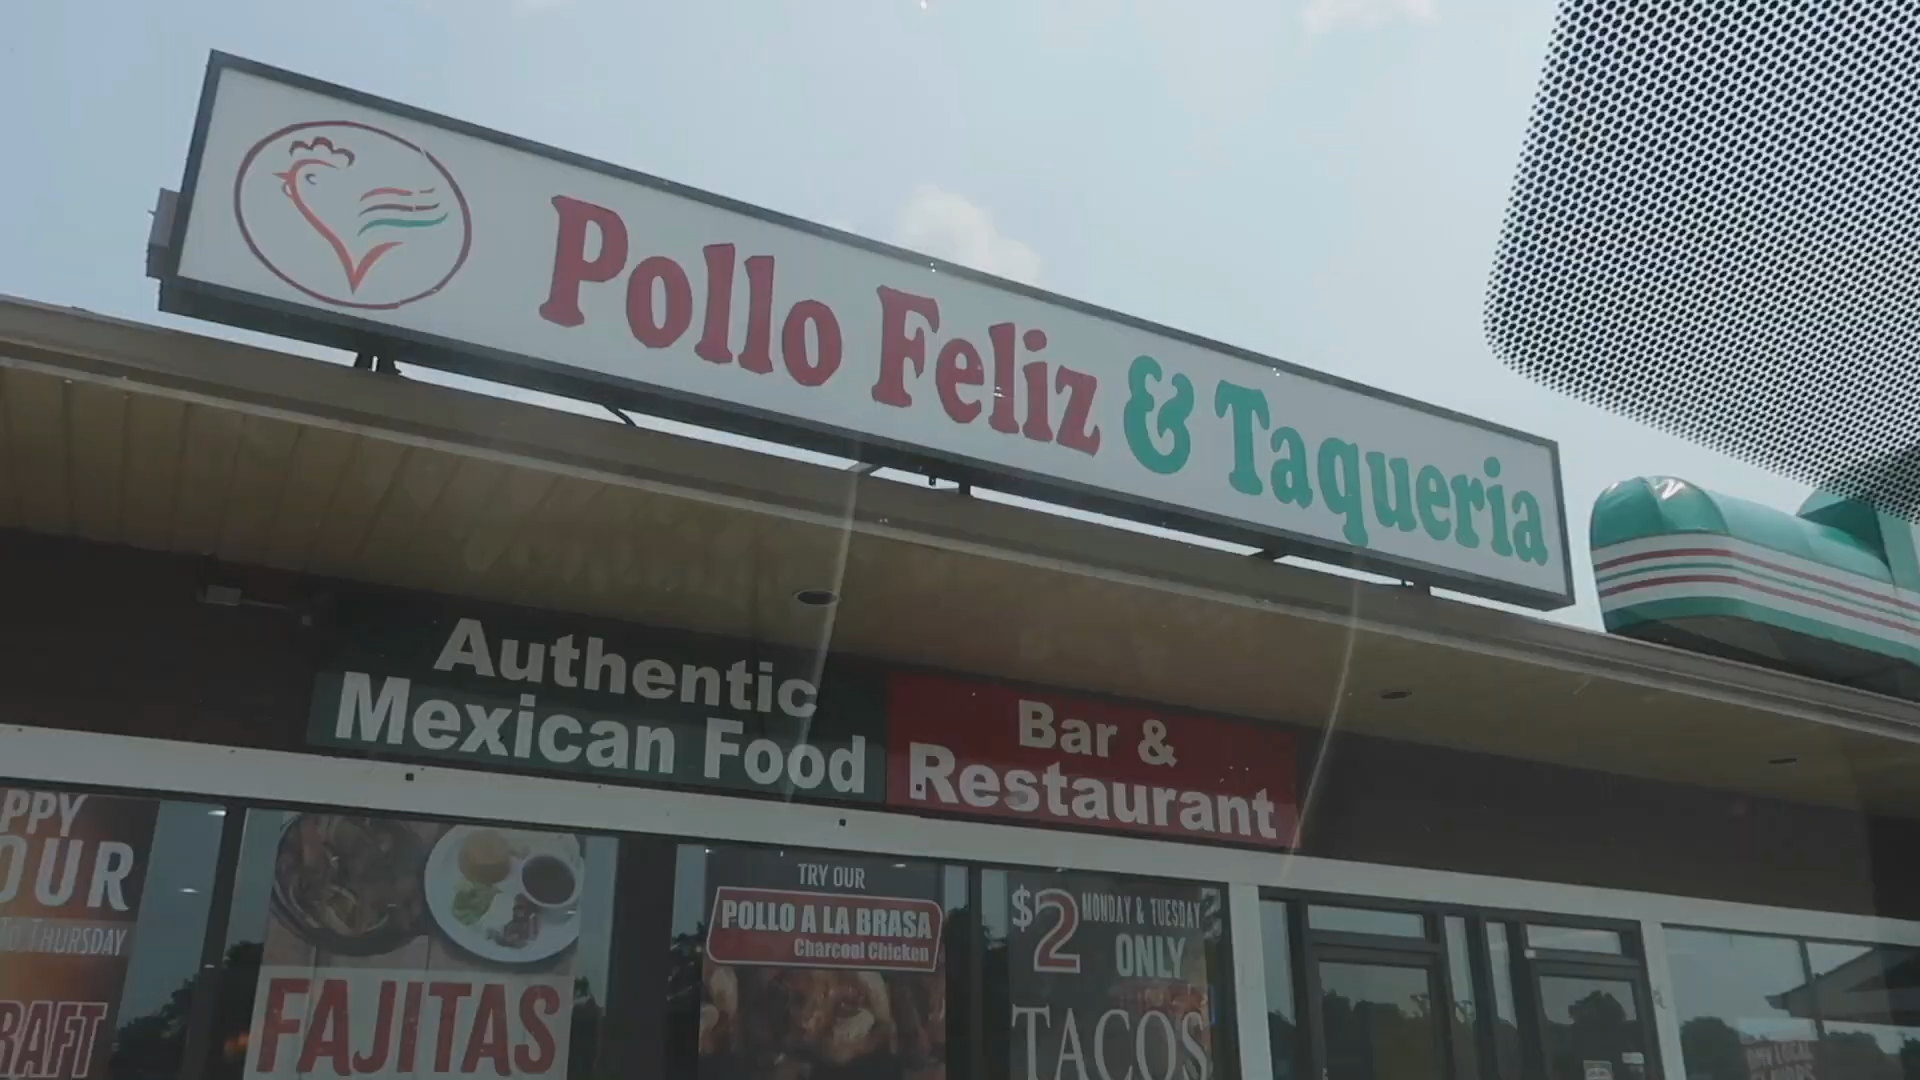 Pollo Feliz & Taqueria
Authentic
Mexican Food
Bar &
Restaurant
PPY
OUR
TO THURSDAY
RAFT
FAJITAS
TRY OUR
POLLO A LA BRASA
Charcoal Chicken
$2 MONDAY & TUESDAY
ONLY
TACOS